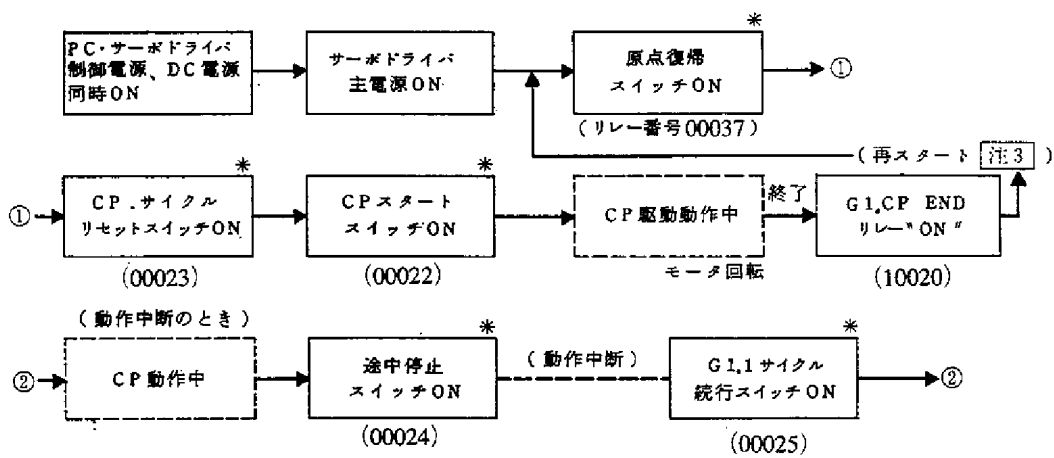 PC・サーボドライバ
制御電源、DC電源
同時ON
サーボドライバ
主電源ON
*
原点復帰
スイッチON
(リレー番号00037)
①
(再スタート 注3)
①
*
CP.サイクル
リセットスイッチON
(00023)
*
CPスタート
スイッチON
(00022)
CP駆動動作中
モータ回転
終了
G1.CP END
リレー"ON"
(10020)
(動作中断のとき)
②
CP動作中
*
途中停止
スイッチON
(00024)
(動作中断)
*
G1.1サイクル
続行スイッチON
(00025)
②